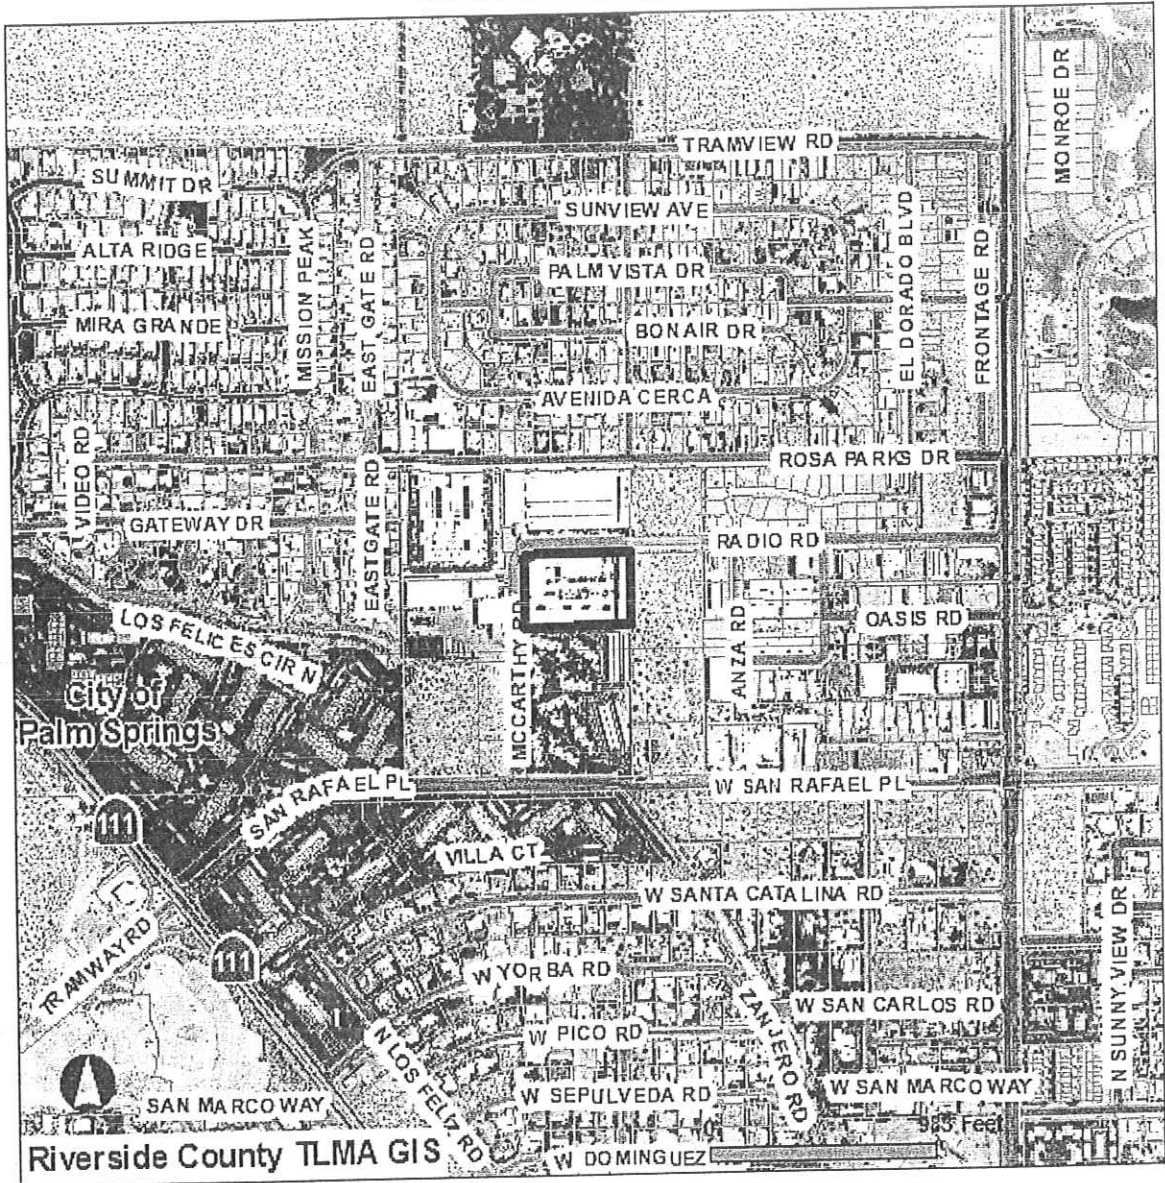 TRAMVIEW RD
MONROE DR
SUMMIT DR
SUNVIEW AVE
ALTA RIDGE
MISSION PEAK
EAST GATE RD
PALM VISTA DR
EL DORADO BLVD
FRONTAGE RD
MIRA GRANDE
BON AIR DR
AVENIDA CERCA
ROSA PARKS DR
VIDEO RD
GATEWAY DR
EASTGATE RD
RADIO RD
LOS FELICES CIR N
MCCARTHY RD
ANZA RD
OASIS RD
City of
Palm Springs
SAN RAFAEL PL
W SAN RAFAEL PL
111
VILLA CT
W SANTA CATALINA RD
TRAMWAY RD
111
W YORBA RD
ZANJERO RD
W SAN CARLOS RD
N SUNNY VIEW DR
N LOS FELIZ RD
W PICO RD
SAN MARCO WAY
W SEPULVEDA RD
W SAN MARCO WAY
Riverside County TLMA GIS
W DOMINGUEZ
0
985 Feet